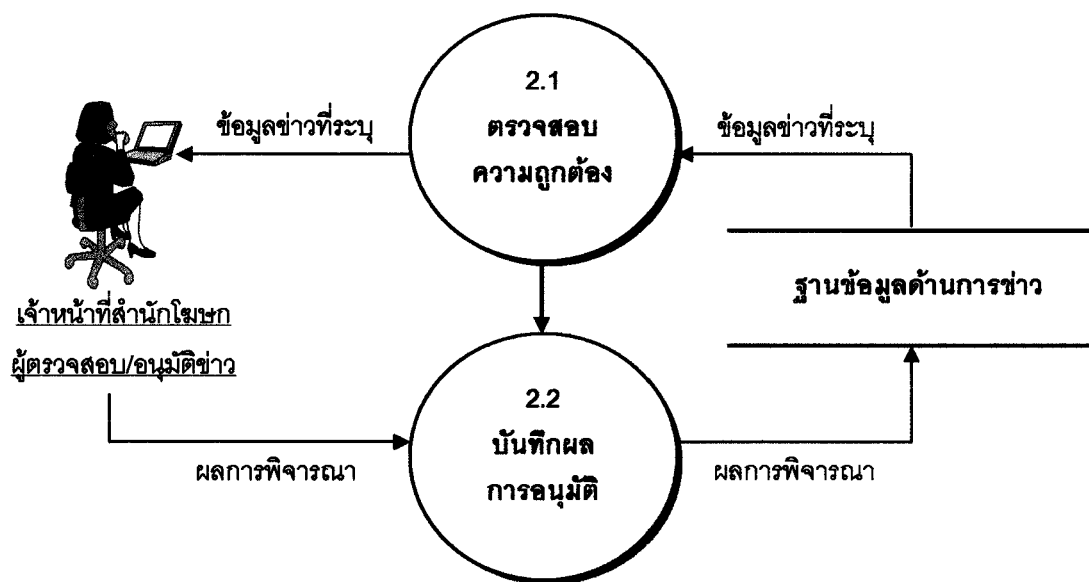 2.1
ตรวจสอบ
ความถูกต้อง
ข้อมูลข่าวที่ระบุ
ข้อมูลข่าวที่ระบุ
ฐานข้อมูลด้านการข่าว
เจ้าหน้าที่สำนักโฆษก
ผู้ตรวจสอบ/อนุมัติข่าว
2.2
บันทึกผล
การอนุมัติ
ผลการพิจารณา
ผลการพิจารณา